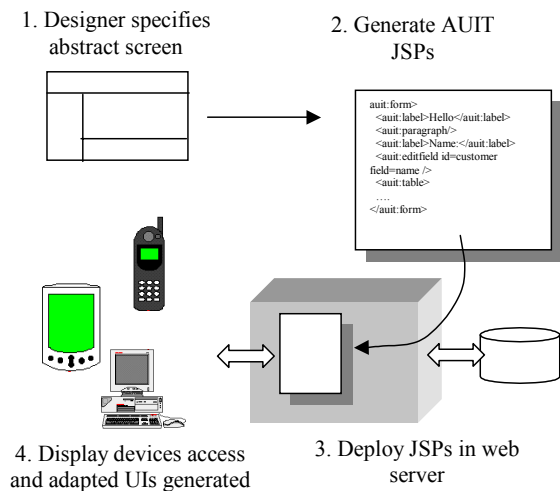 1. Designer specifies
abstract screen
2. Generate AUIT
JSPs
auit:form>
<auit:label>Hello</auit:label>
<auit:paragraph/>
<auit:label>Name:</auit:label>
<auit:editfield id=customer
field=name />
<auit:table>
….
</auit:form>
4. Display devices access
and adapted UIs generated
3. Deploy JSPs in web
server